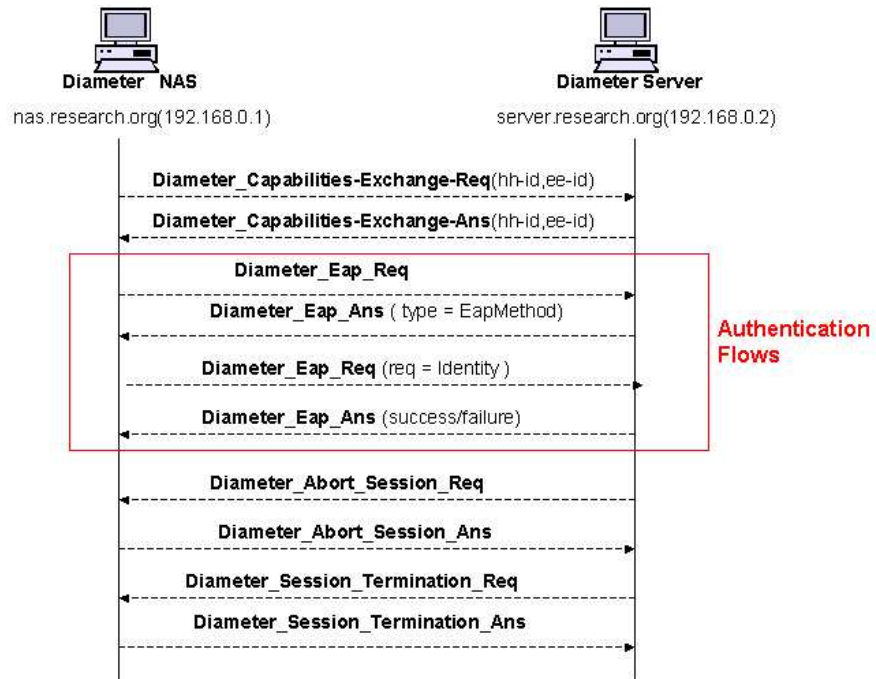 Diameter NAS
Diameter Server
nas.research.org(192.168.0.1)
server.research.org(192.168.0.2)
Diameter_Capabilities-Exchange-Req(hh-id,ee-id)
Diameter_Capabilities-Exchange-Ans(hh-id,ee-id)
Diameter_Eap_Req
Diameter_Eap_Ans ( type = EapMethod)
Diameter_Eap_Req (req = Identity )
Diameter_Eap_Ans (success/failure)
Authentication
Flows
Diameter_Abort_Session_Req
Diameter_Abort_Session_Ans
Diameter_Session_Termination_Req
Diameter_Session_Termination_Ans